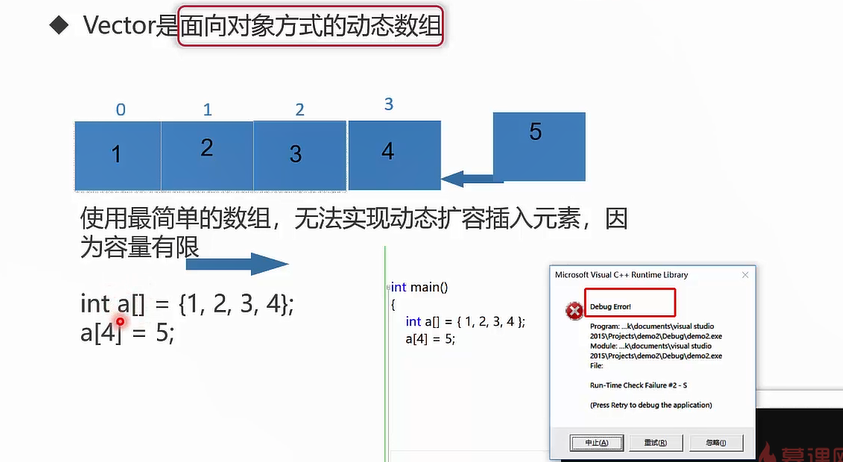 ◆ Vector是面向对象方式的动态数组
0 1 2 3
1 2 3 4 5
使用最简单的数组，无法实现动态扩容插入元素，因
为容量有限
int a[] = {1, 2, 3, 4};
a[4] = 5;
int main()
{
int a[] = { 1, 2, 3, 4 };
a[4] = 5;
Microsoft Visual C++ Runtime Library
Debug Error!
Program: ...k\documents\visual studio
2015\Projects\demo2\Debug\demo2.exe
Module: ...k\documents\visual studio
2015\Projects\demo2\Debug\demo2.exe
File:
Run-Time Check Failure #2 - S
(Press Retry to debug the application)
中止(A) 重试(R) 忽略(I)
慕课网